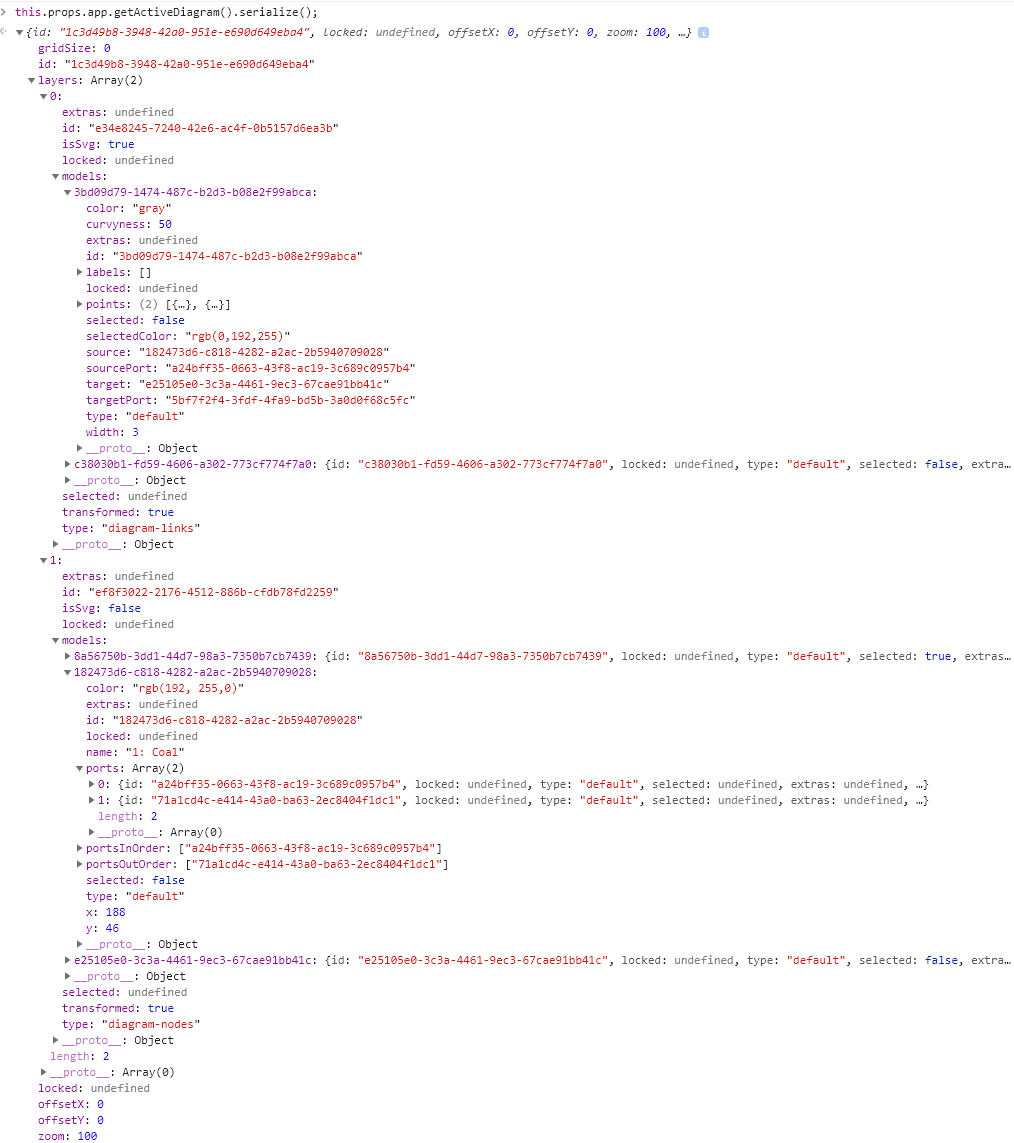 > this.props.app.getActiveDiagram().serialize();
{id: "1c3d49b8-3948-42a0-951e-e690d649eba4", locked: undefined, offsetX: 0, offsetY: 0, zoom: 100, …} i
gridSize: 0
id: "1c3d49b8-3948-42a0-951e-e690d649eba4"
layers: Array(2)
0:
extras: undefined
id: "e34e8245-7240-42e6-ac4f-0b5157d6ea3b"
isSvg: true
locked: undefined
models:
3bd09d79-1474-487c-b2d3-b08e2f99abca:
color: "gray"
curvyness: 50
extras: undefined
id: "3bd09d79-1474-487c-b2d3-b08e2f99abca"
labels: []
locked: undefined
points: (2) [{…}, {…}]
selected: false
selectedColor: "rgb(0,192,255)"
source: "182473d6-c818-4282-a2ac-2b5940709028"
sourcePort: "a24bff35-0663-43f8-ac19-3c689c0957b4"
target: "e25105e0-3c3a-4461-9ec3-67cae91bb41c"
targetPort: "5bf7f2f4-3fdf-4fa9-bd5b-3a0d0f68c5fc"
type: "default"
width: 3
__proto__: Object
c38030b1-fd59-4606-a302-773cf774f7a0: {id: "c38030b1-fd59-4606-a302-773cf774f7a0", locked: undefined, type: "default", selected: false, extra…
__proto__: Object
selected: undefined
transformed: true
type: "diagram-links"
__proto__: Object
1:
extras: undefined
id: "ef8f3022-2176-4512-886b-cfdb78fd2259"
isSvg: false
locked: undefined
models:
8a56750b-3dd1-44d7-98a3-7350b7cb7439: {id: "8a56750b-3dd1-44d7-98a3-7350b7cb7439", locked: undefined, type: "default", selected: true, extras…
182473d6-c818-4282-a2ac-2b5940709028:
color: "rgb(192, 255,0)"
extras: undefined
id: "182473d6-c818-4282-a2ac-2b5940709028"
locked: undefined
name: "1: Coal"
ports: Array(2)
0: {id: "a24bff35-0663-43f8-ac19-3c689c0957b4", locked: undefined, type: "default", selected: undefined, extras: undefined, …}
1: {id: "71a1cd4c-e414-43a0-ba63-2ec8404f1dc1", locked: undefined, type: "default", selected: undefined, extras: undefined, …}
length: 2
__proto__: Array(0)
portsInOrder: ["a24bff35-0663-43f8-ac19-3c689c0957b4"]
portsOutOrder: ["71a1cd4c-e414-43a0-ba63-2ec8404f1dc1"]
selected: false
type: "default"
x: 188
y: 46
__proto__: Object
e25105e0-3c3a-4461-9ec3-67cae91bb41c: {id: "e25105e0-3c3a-4461-9ec3-67cae91bb41c", locked: undefined, type: "default", selected: false, extra…
__proto__: Object
selected: undefined
transformed: true
type: "diagram-nodes"
__proto__: Object
length: 2
__proto__: Array(0)
locked: undefined
offsetX: 0
offsetY: 0
zoom: 100